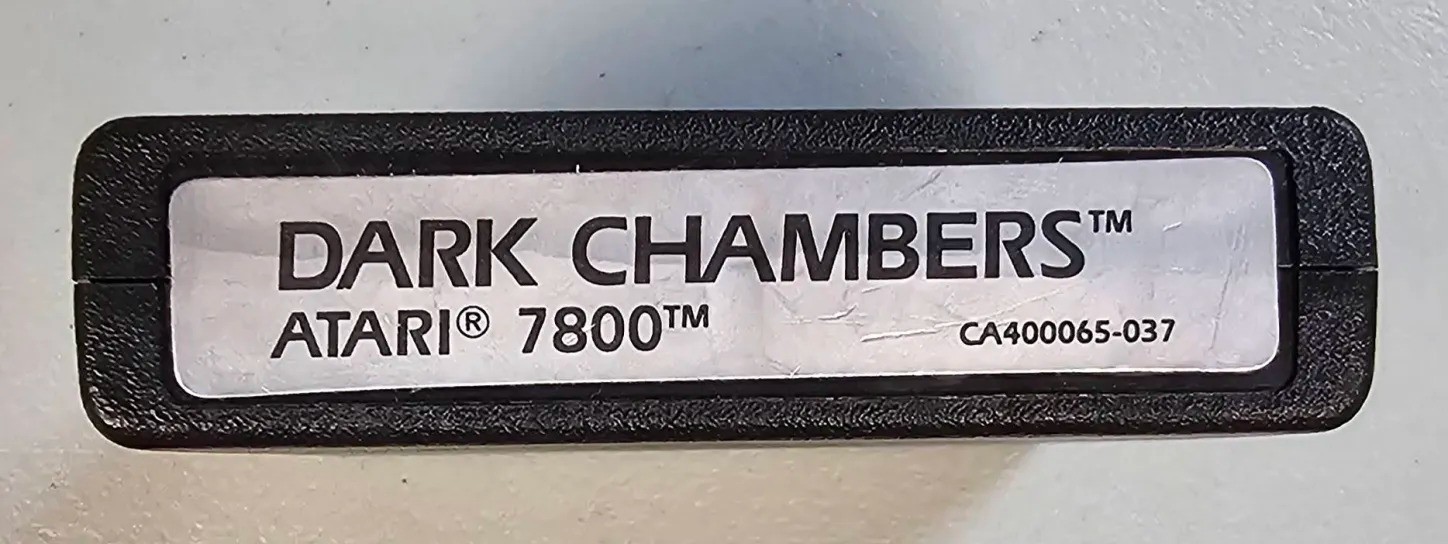 DARK CHAMBERS™
ATARI® 7800™ CA400065-037